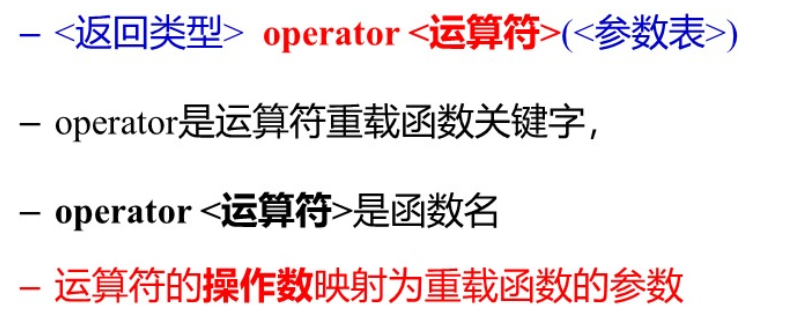 – <返回类型> operator <运算符>(<参数表>)
– operator是运算符重载函数关键字，
– operator <运算符>是函数名
– 运算符的操作数映射为重载函数的参数